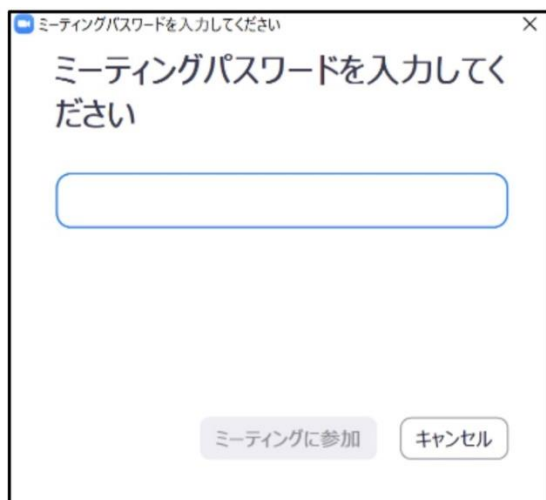 ミーティングパスワードを入力してください
ミーティングパスワードを入力してく
ださい
ミーティングに参加
キャンセル